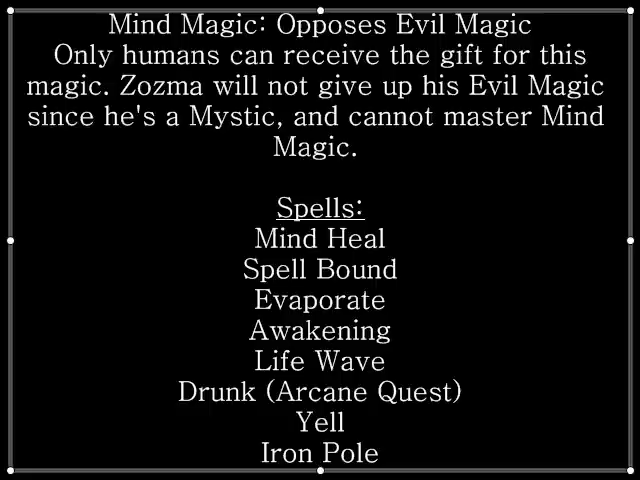 Mind Magic: Opposes Evil Magic
Only humans can receive the gift for this
magic. Zozma will not give up his Evil Magic
since he's a Mystic, and cannot master Mind
Magic.
Spells:
Mind Heal
Spell Bound
Evaporate
Awakening
Life Wave
Drunk (Arcane Quest)
Yell
Iron Pole